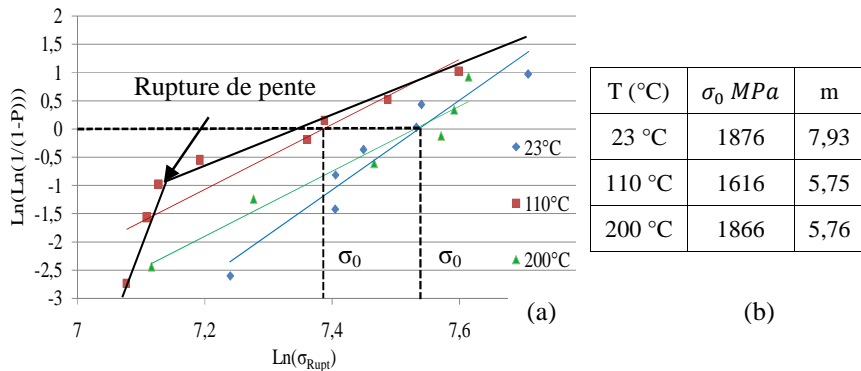 2
1,5
1
0,5
0
-0,5
-1
-1,5
-2
-2,5
-3
Ln(Ln(1/(1-P)))
Rupture de pente
σ0
σ0
23°C
110°C
200°C
(a)
7
7,2
7,4
7,6
Ln(σRupt)
T (°C) σ0 MPa m
23 °C 1876 7,93
110 °C 1616 5,75
200 °C 1866 5,76
(b)